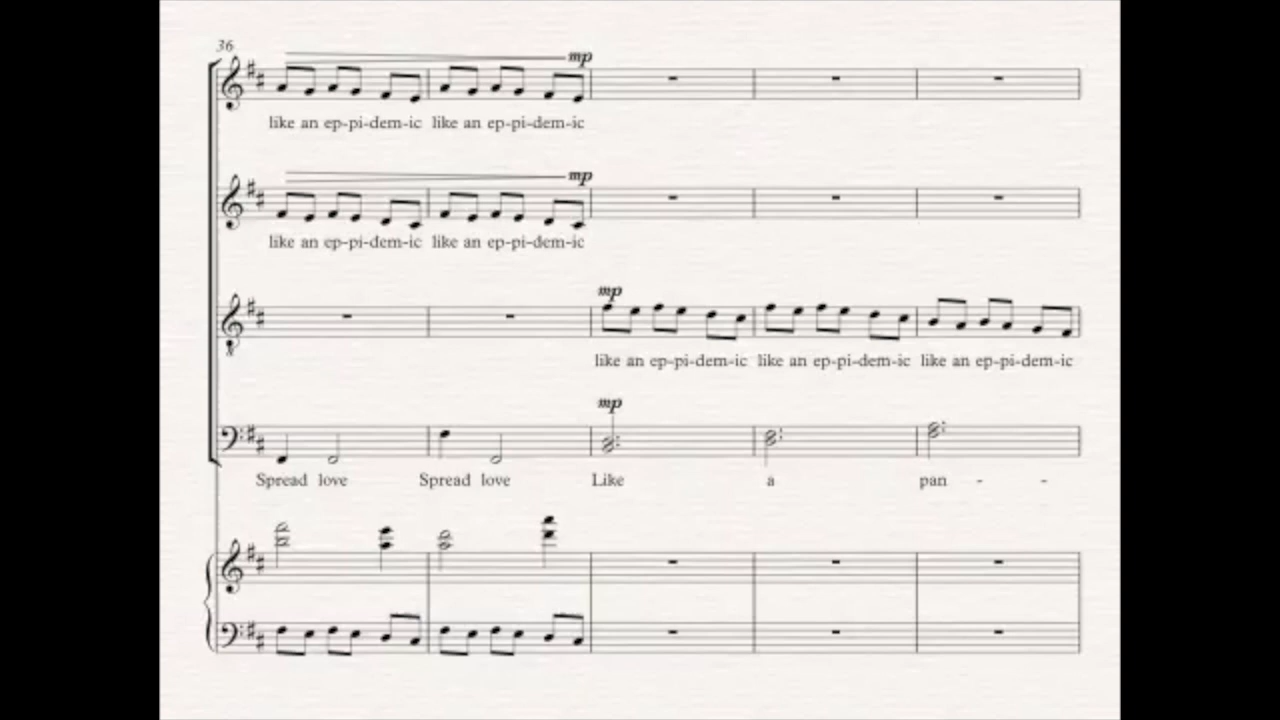 36
mp
like an ep-pi-dem-ic like an ep-pi-dem-ic
mp
like an ep-pi-dem-ic like an ep-pi-dem-ic
mp
like an ep-pi-dem-ic like an ep-pi-dem-ic like an ep-pi-dem-ic
mp
Spread love Spread love Like a pan - -